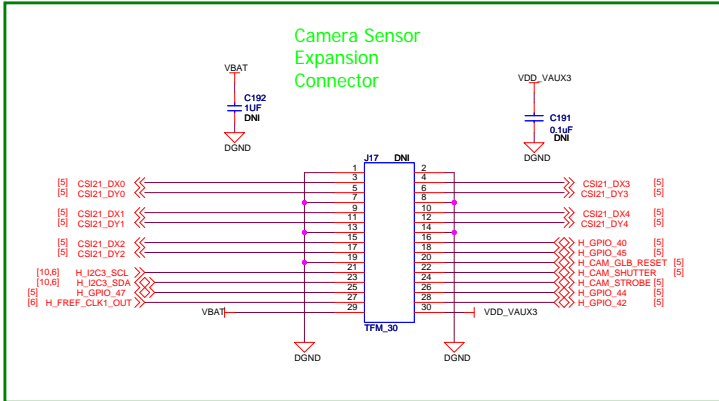 Camera Sensor
Expansion
Connector
VBAT
C192
1UF
DNI
DGND
VDD_VAUX3
C191
0.1uF
DNI
DGND
J17 DNI
1 2
[5] CSI21_DX0 3 4 CSI21_DX3 [5]
[5] CSI21_DY0 5 6 CSI21_DY3 [5]
7 8
[5] CSI21_DX1 9 10 CSI21_DX4 [5]
[5] CSI21_DY1 11 12 CSI21_DY4 [5]
13 14
[5] CSI21_DX2 15 16 H_GPIO_40 [5]
[5] CSI21_DY2 17 18 H_GPIO_45 [5]
19 20 H_CAM_GLB_RESET [5]
[10,6] H_I2C3_SCL 21 22 H_CAM_SHUTTER [5]
[10,6] H_I2C3_SDA 23 24 H_CAM_STROBE [5]
[5] H_GPIO_47 25 26 H_GPIO_44 [5]
[6] H_FREF_CLK1_OUT 27 28 H_GPIO_42 [5]
VBAT 29 30 VDD_VAUX3
TFM_30
DGND DGND